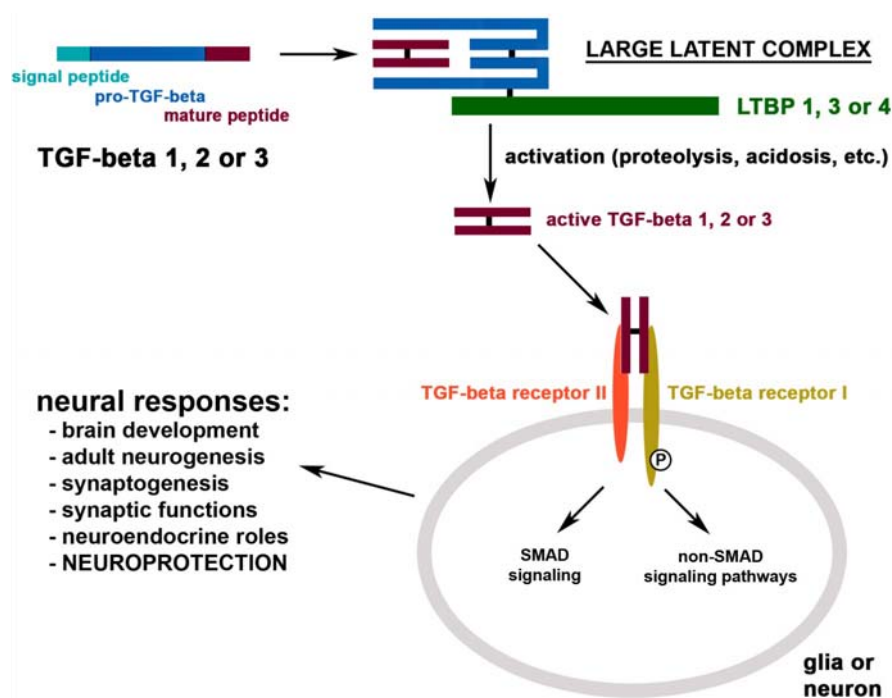 signal peptide
pro-TGF-beta
mature peptide
TGF-beta 1, 2 or 3
LARGE LATENT COMPLEX
LTBP 1, 3 or 4
activation (proteolysis, acidosis, etc.)
active TGF-beta 1, 2 or 3
TGF-beta receptor II
TGF-beta receptor I
P
SMAD
signaling
non-SMAD
signaling pathways
glia or
neuron
neural responses:
- brain development
- adult neurogenesis
- synaptogenesis
- synaptic functions
- neuroendocrine roles
- NEUROPROTECTION